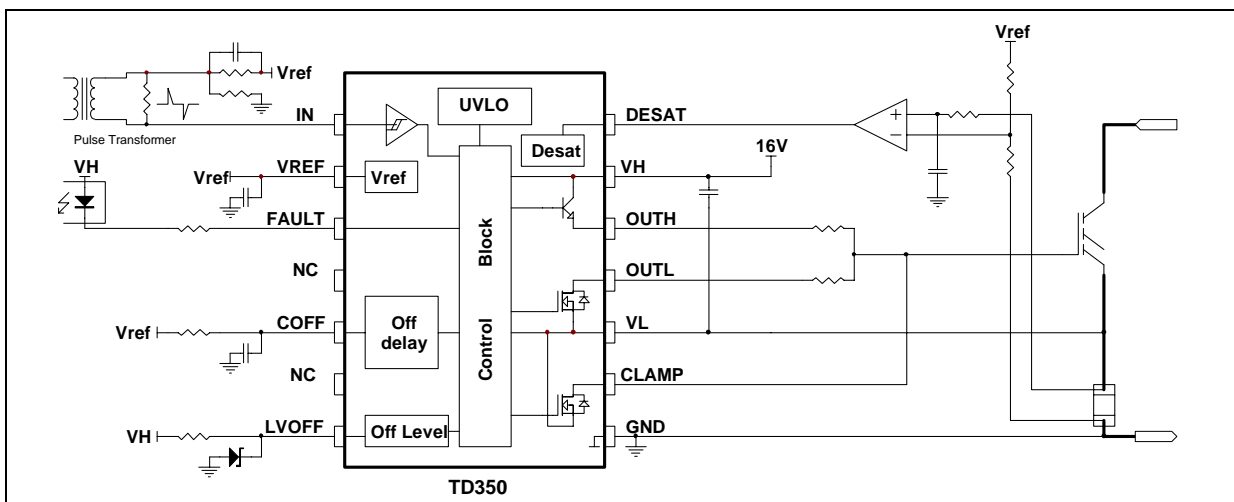 Vref
Pulse Transformer
Vref
VH
Vref
VH
IN
VREF
FAULT
NC
COFF
NC
LVOFF
UVLO
Desat
Vref
Control Block
Off
delay
Off Level
DESAT
VH
OUTH
OUTL
VL
CLAMP
GND
16V
Vref
TD350